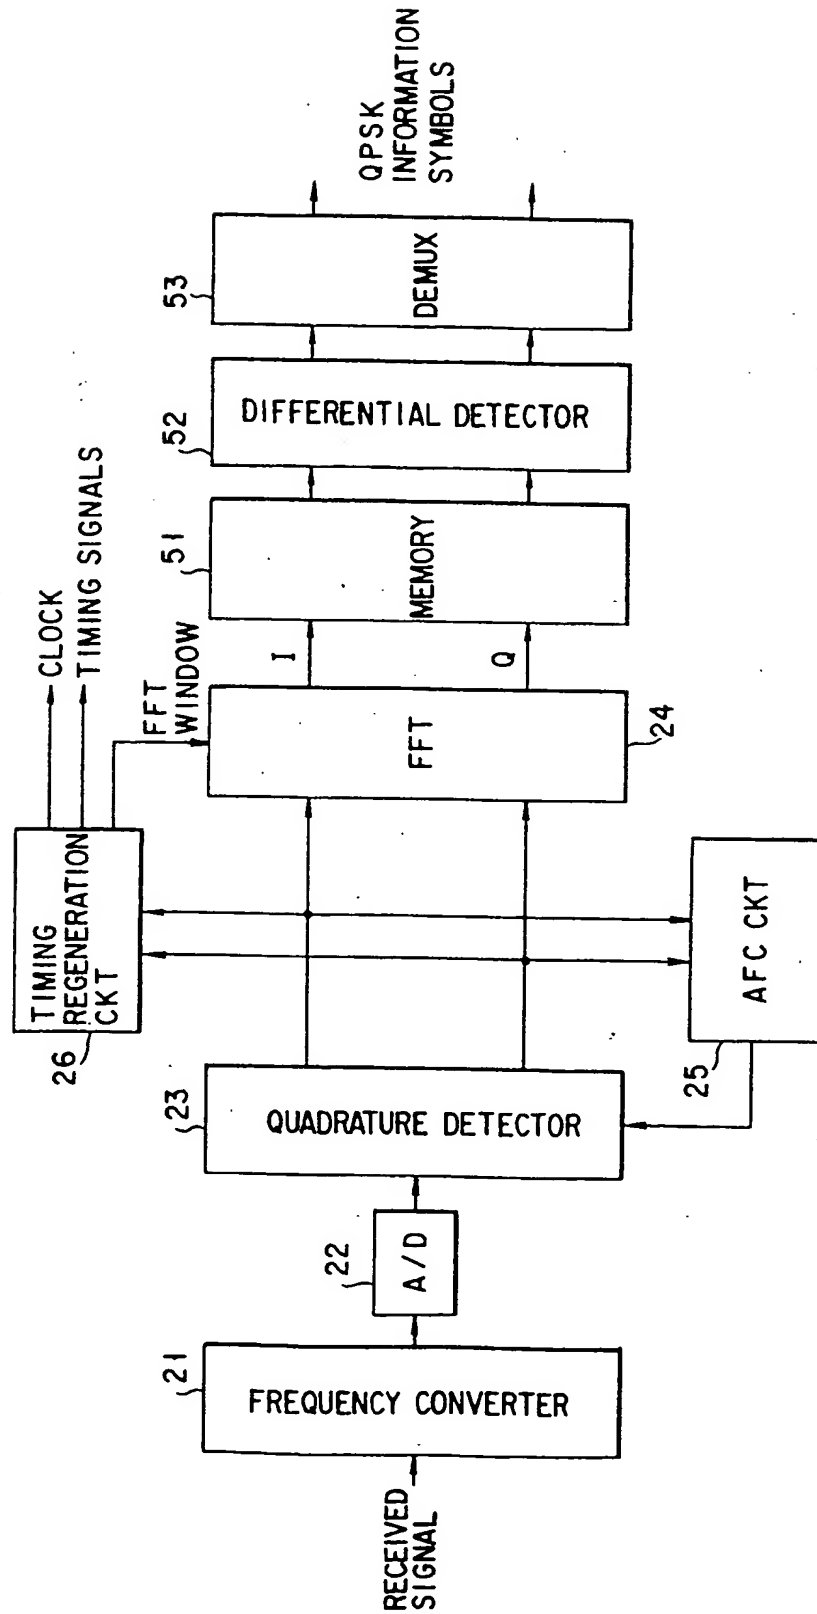 RECEIVED
SIGNAL
21
FREQUENCY CONVERTER
22
A/D
23
QUADRATURE DETECTOR
26
TIMING
REGENERATION
CKT
CLOCK
TIMING SIGNALS
FFT
WINDOW
25
AFC CKT
FFT
24
I
Q
51
MEMORY
52
DIFFERENTIAL DETECTOR
53
DEMUX
QPSK
INFORMATION
SYMBOLS